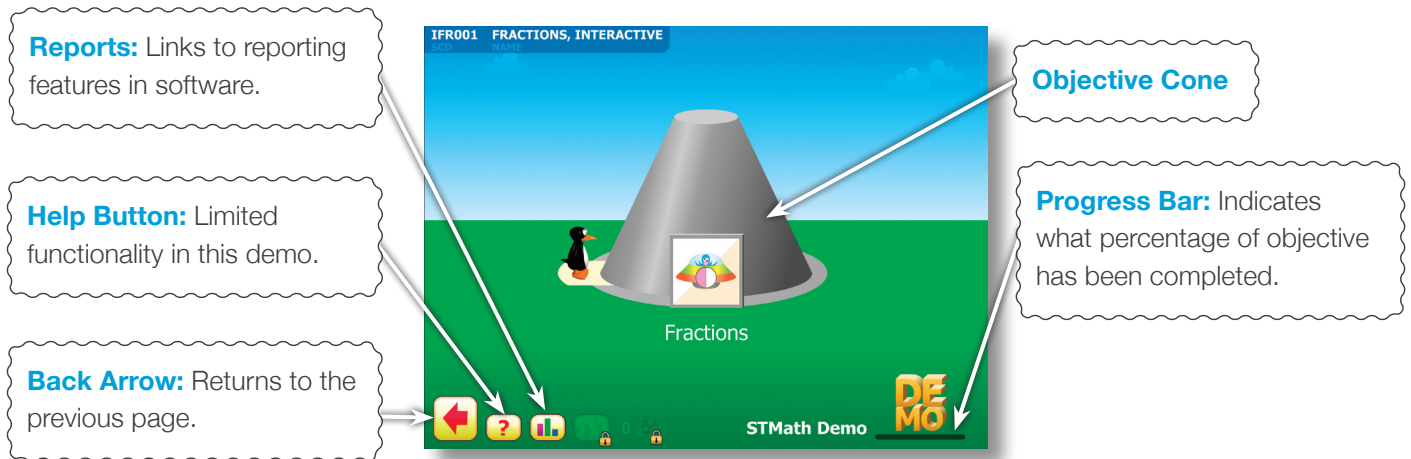 Reports: Links to reporting
features in software.
Help Button: Limited
functionality in this demo.
Back Arrow: Returns to the
previous page.
IFR001 FRACTIONS, INTERACTIVE
SCD NAME
Fractions
?
0
STMath Demo
DE
MO
Objective Cone
Progress Bar: Indicates
what percentage of objective
has been completed.